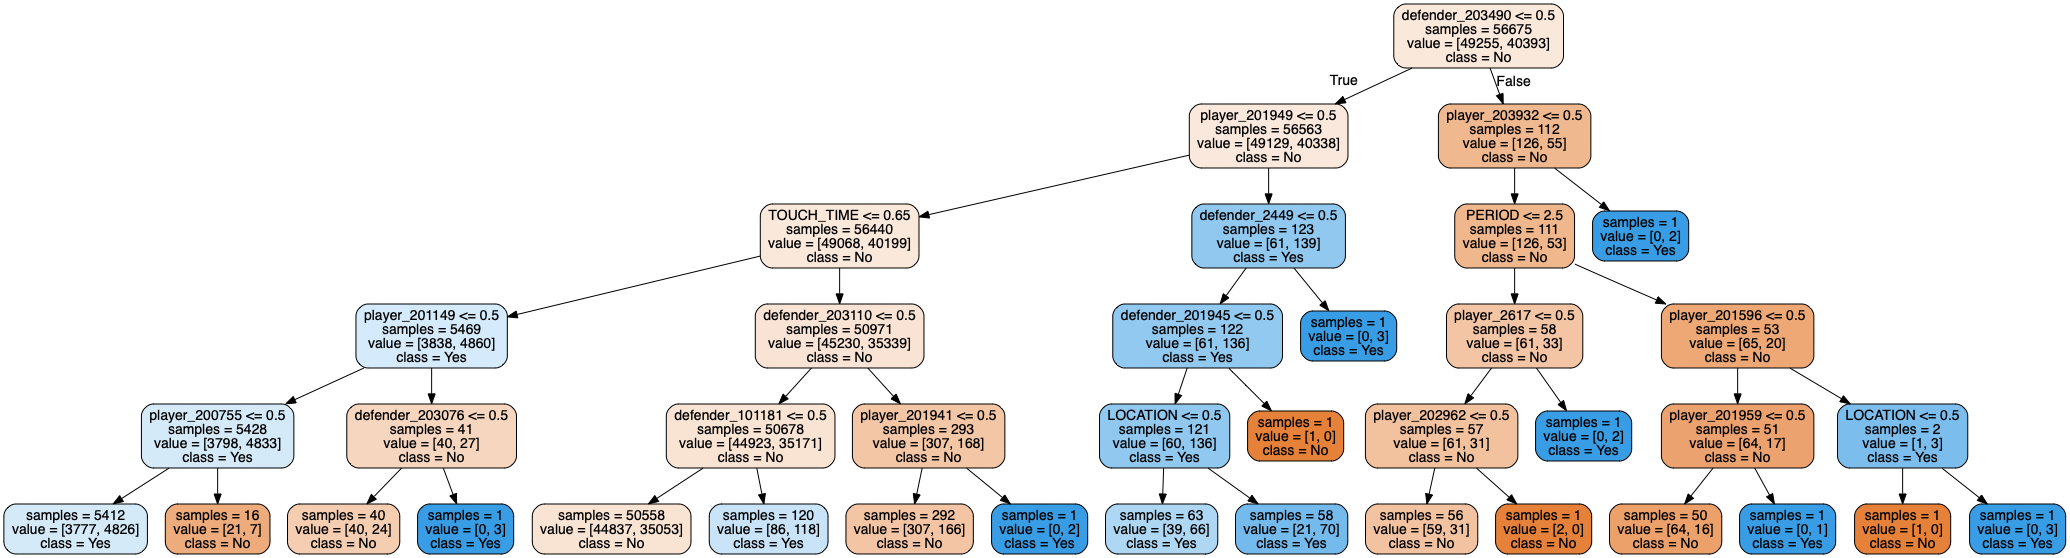 defender_203490 <= 0.5
samples = 56675
value = [49255, 40393]
class = No
True
False
player_201949 <= 0.5
samples = 56563
value = [49129, 40338]
class = No
player_203932 <= 0.5
samples = 112
value = [126, 55]
class = No
TOUCH_TIME <= 0.65
samples = 56440
value = [49068, 40199]
class = No
defender_2449 <= 0.5
samples = 123
value = [61, 139]
class = Yes
PERIOD <= 2.5
samples = 111
value = [126, 53]
class = No
samples = 1
value = [0, 2]
class = Yes
player_201149 <= 0.5
samples = 5469
value = [3838, 4860]
class = Yes
defender_203110 <= 0.5
samples = 50971
value = [45230, 35339]
class = No
defender_201945 <= 0.5
samples = 122
value = [61, 136]
class = Yes
samples = 1
value = [0, 3]
class = Yes
player_2617 <= 0.5
samples = 58
value = [61, 33]
class = No
player_201596 <= 0.5
samples = 53
value = [65, 20]
class = No
player_200755 <= 0.5
samples = 5428
value = [3798, 4833]
class = Yes
defender_203076 <= 0.5
samples = 41
value = [40, 27]
class = No
defender_101181 <= 0.5
samples = 50678
value = [44923, 35171]
class = No
player_201941 <= 0.5
samples = 293
value = [307, 168]
class = No
LOCATION <= 0.5
samples = 121
value = [60, 136]
class = Yes
samples = 1
value = [1, 0]
class = No
player_202962 <= 0.5
samples = 57
value = [61, 31]
class = No
samples = 1
value = [0, 2]
class = Yes
player_201959 <= 0.5
samples = 51
value = [64, 17]
class = No
LOCATION <= 0.5
samples = 2
value = [1, 3]
class = Yes
samples = 5412
value = [3777, 4826]
class = Yes
samples = 16
value = [21, 7]
class = No
samples = 40
value = [40, 24]
class = No
samples = 1
value = [0, 3]
class = Yes
samples = 50558
value = [44837, 35053]
class = No
samples = 120
value = [86, 118]
class = Yes
samples = 292
value = [307, 166]
class = No
samples = 1
value = [0, 2]
class = Yes
samples = 63
value = [39, 66]
class = Yes
samples = 58
value = [21, 70]
class = Yes
samples = 56
value = [59, 31]
class = No
samples = 1
value = [2, 0]
class = No
samples = 50
value = [64, 16]
class = No
samples = 1
value = [0, 1]
class = Yes
samples = 1
value = [1, 0]
class = No
samples = 1
value = [0, 3]
class = Yes